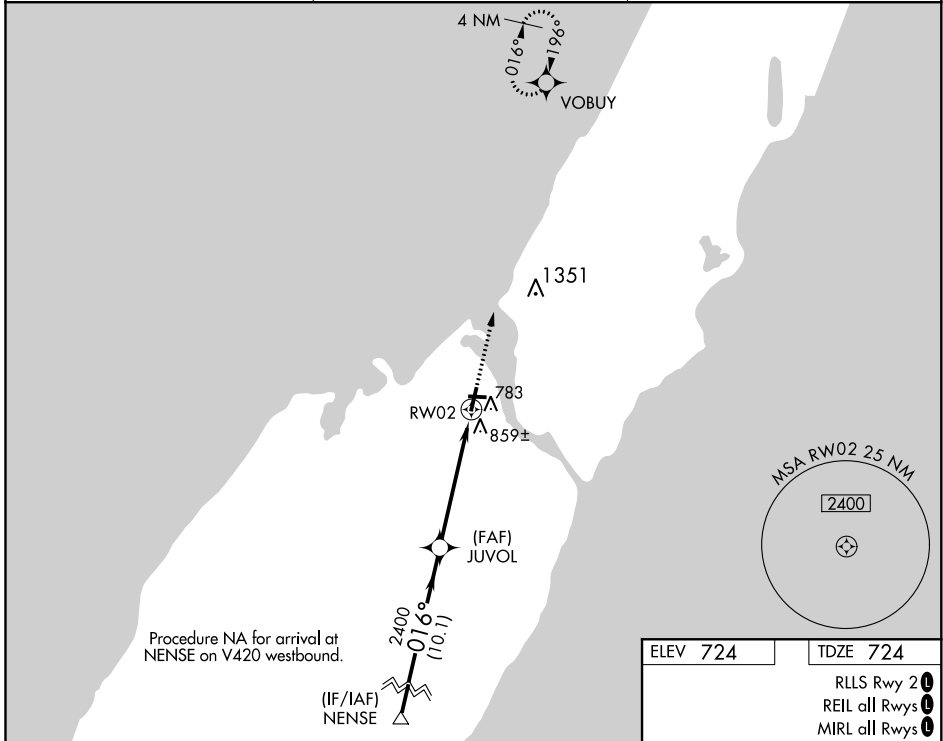 4 NM
016°
196°
VOBUY
1351
783
RW02
859±
MSA RW02 25 NM
2400
(FAF)
JUVOL
2400
016°
(10.1)
Procedure NA for arrival at
NENSE on V420 westbound.
(IF/IAF)
NENSE
ELEV 724
TDZE 724
RLLS Rwy 2 L
REIL all Rwys L
MIRL all Rwys L